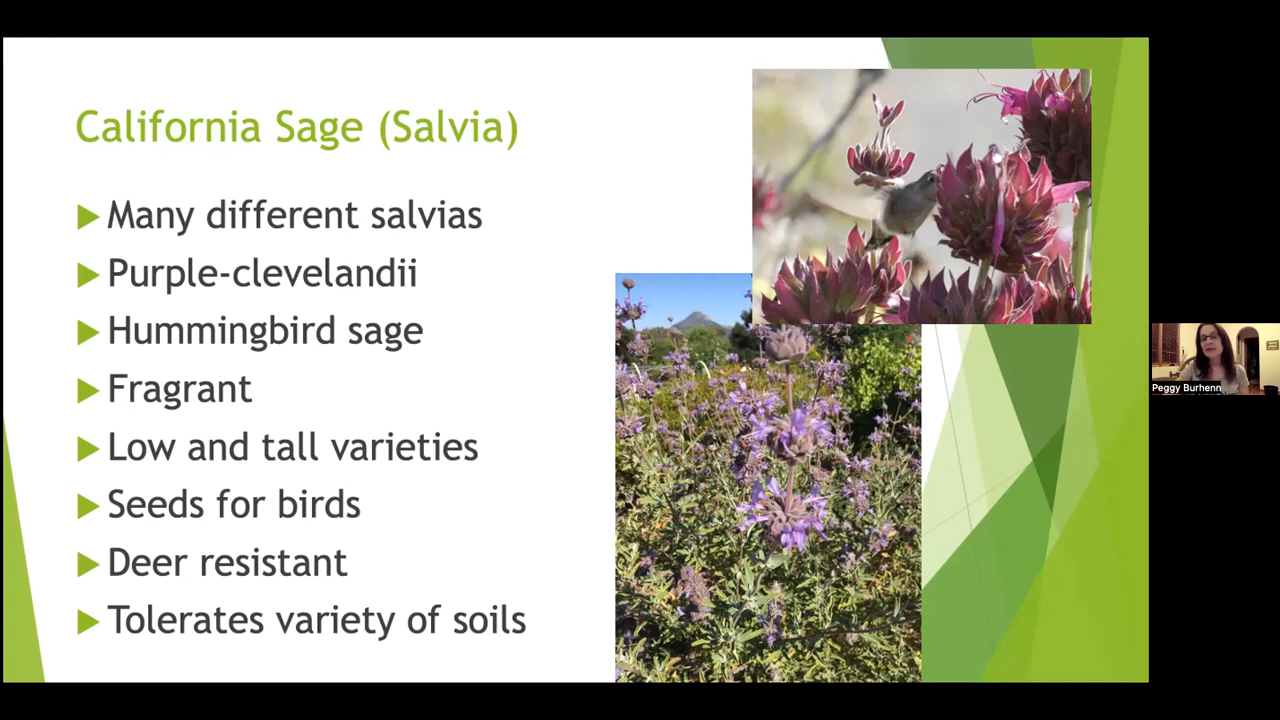 California Sage (Salvia)
Many different salvias
Purple-clevelandii
Hummingbird sage
Fragrant
Low and tall varieties
Seeds for birds
Deer resistant
Tolerates variety of soils
Peggy Burhenn